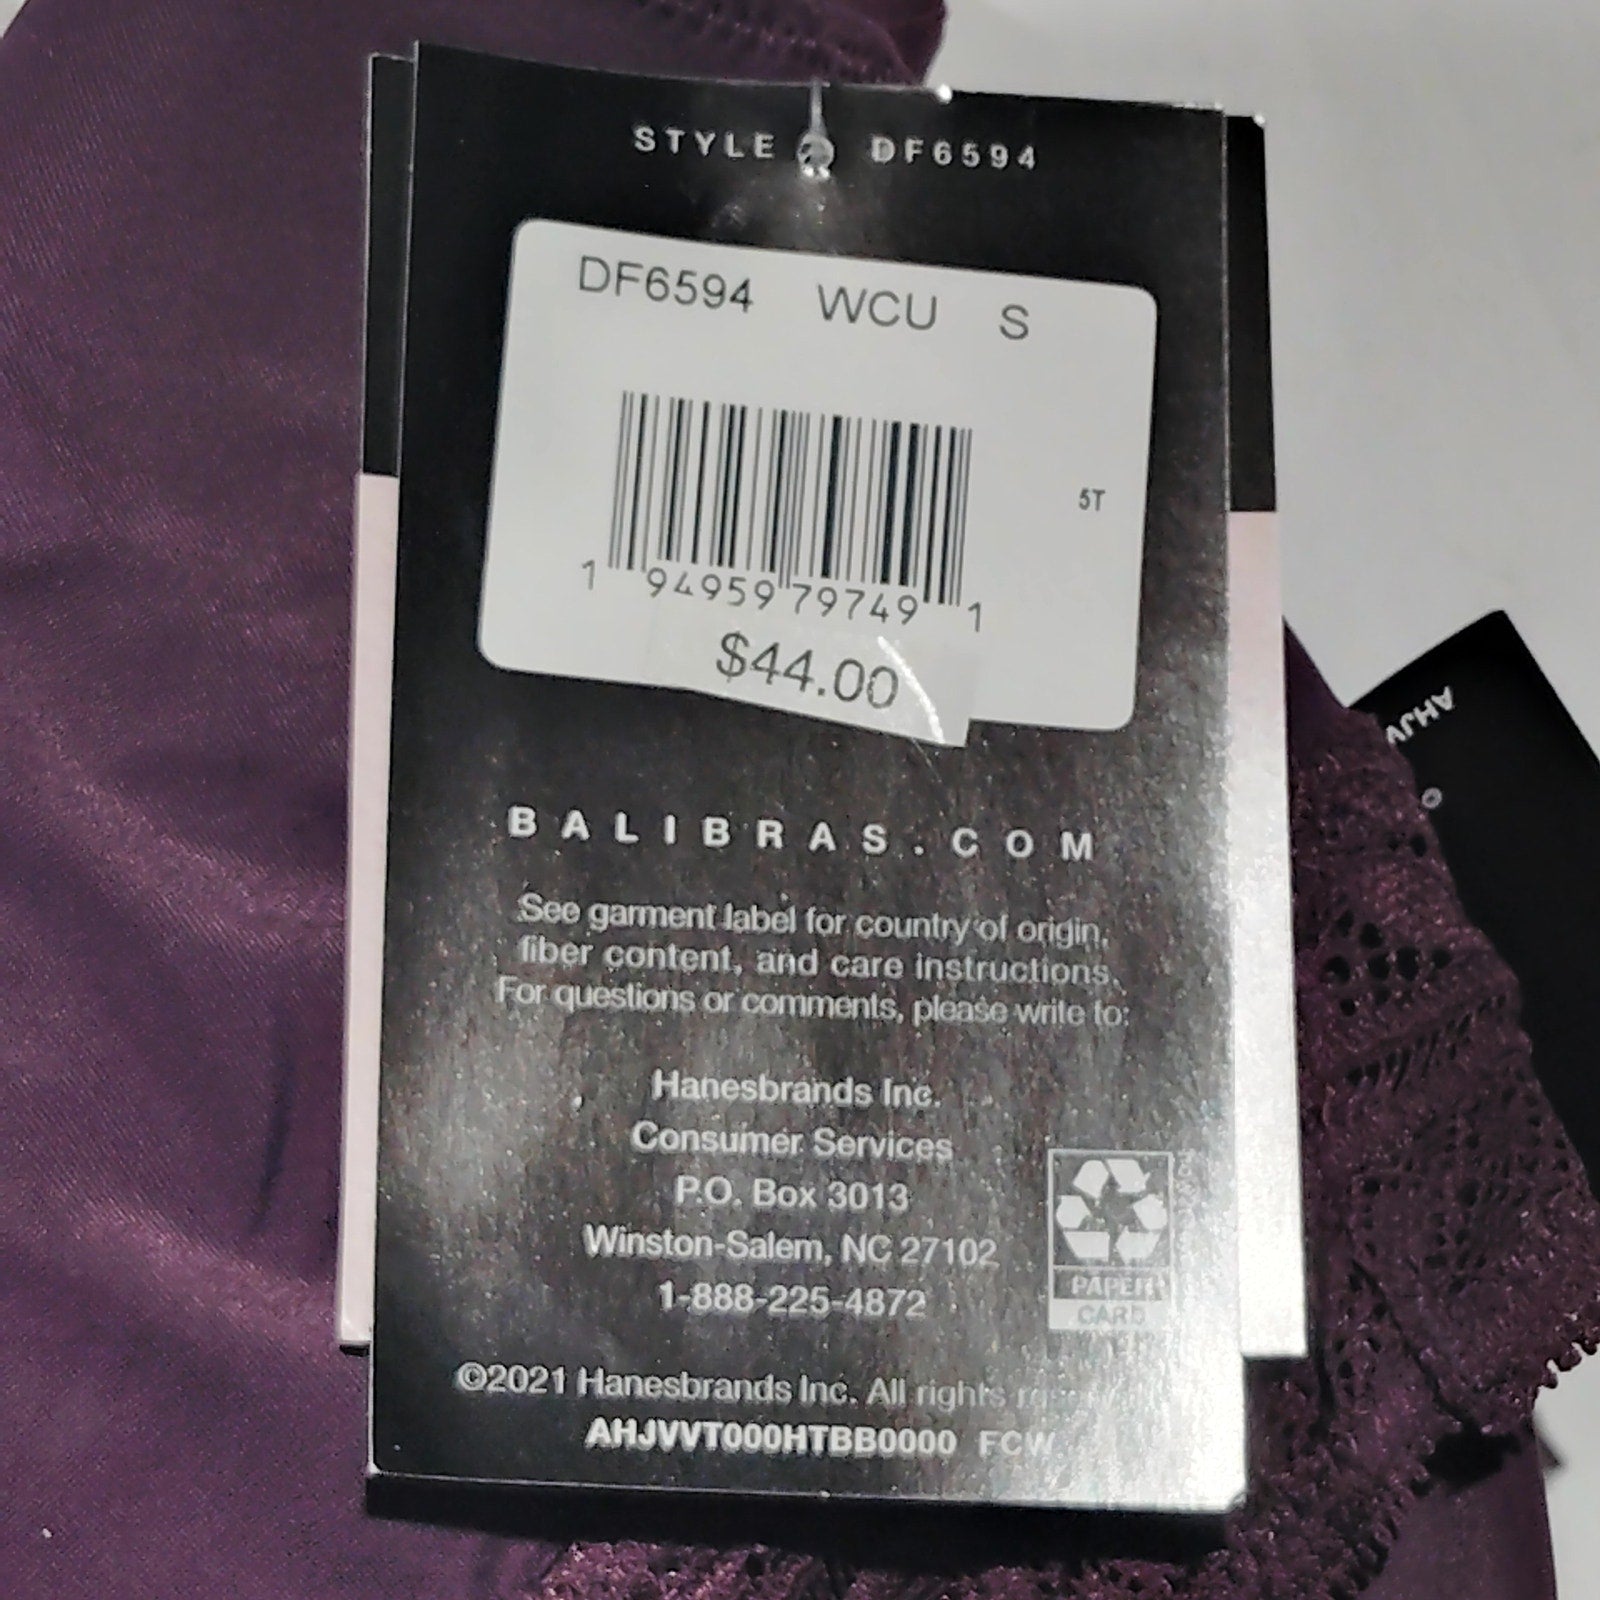 STYLE DF6594
DF6594 WCU S
5T
1 94959 79749 1
$44.00
BALIBRAS.COM
See garment label for country of origin,
fiber content, and care instructions.
For questions or comments, please write to:
Hanesbrands Inc.
Consumer Services
P.O. Box 3013
Winston-Salem, NC 27102
1-888-225-4872
PAPER
CARD
©2021 Hanesbrands Inc. All rights
AHJVVT000HTBB0000 FCW
AHJV